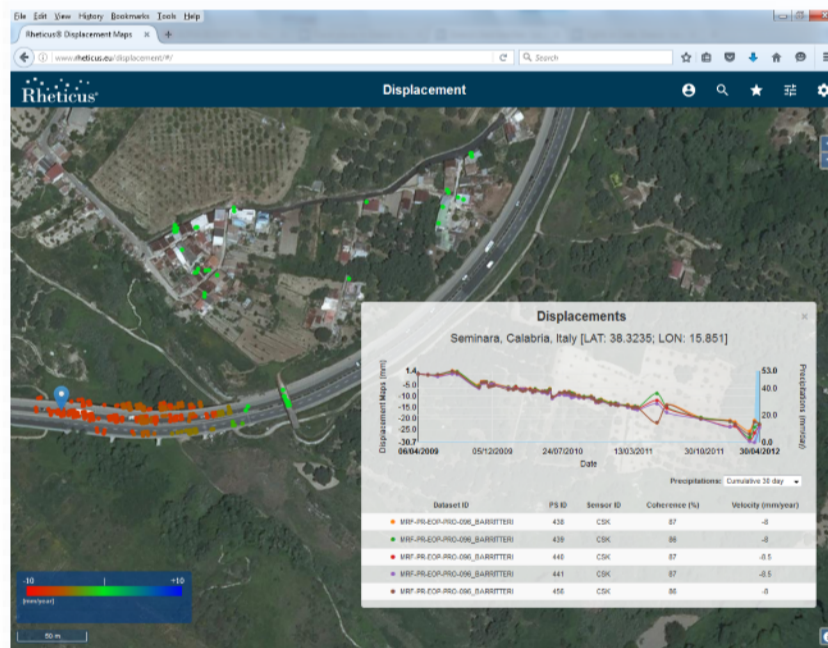 File Edit View History Bookmarks Tools Help
Rheticus® Displacement Maps × +
www.rheticus.eu/displacement/#/ Search
Rheticus® Displacement
Displacements ×
Seminara, Calabria, Italy [LAT: 38.3235; LON: 15.851]
Displacement Maps (mm)
1.4
-5.0
-10.0
-15.0
-20.0
-25.0
-30.7
53.0
40.0
20.0
0.0
Precipitations (mm/day)
06/04/2009 05/12/2009 24/07/2010 13/03/2011 30/10/2011 30/04/2012
Date
Precipitations: Cumulative 30 day
Dataset ID PS ID Sensor ID Coherence (%) Velocity (mm/year)
MRF-PR-EOP-PRO-096_BARRITTERI 438 CSK 87 -8
MRF-PR-EOP-PRO-096_BARRITTERI 439 CSK 86 -8
MRF-PR-EOP-PRO-096_BARRITTERI 440 CSK 87 -8.5
MRF-PR-EOP-PRO-096_BARRITTERI 441 CSK 87 -8.5
MRF-PR-EOP-PRO-096_BARRITTERI 456 CSK 86 -8
-10 | +10
[mm/year]
50 m